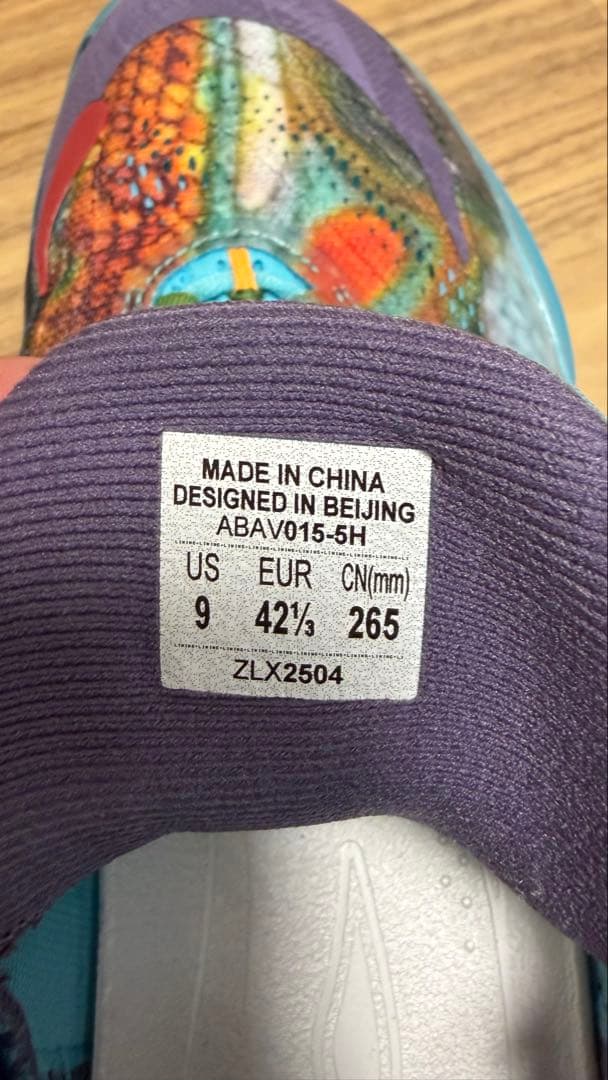 MADE IN CHINA
DESIGNED IN BEIJING
ABAV015-5H
US EUR CN(mm)
9 42⅓ 265
ZLX2504